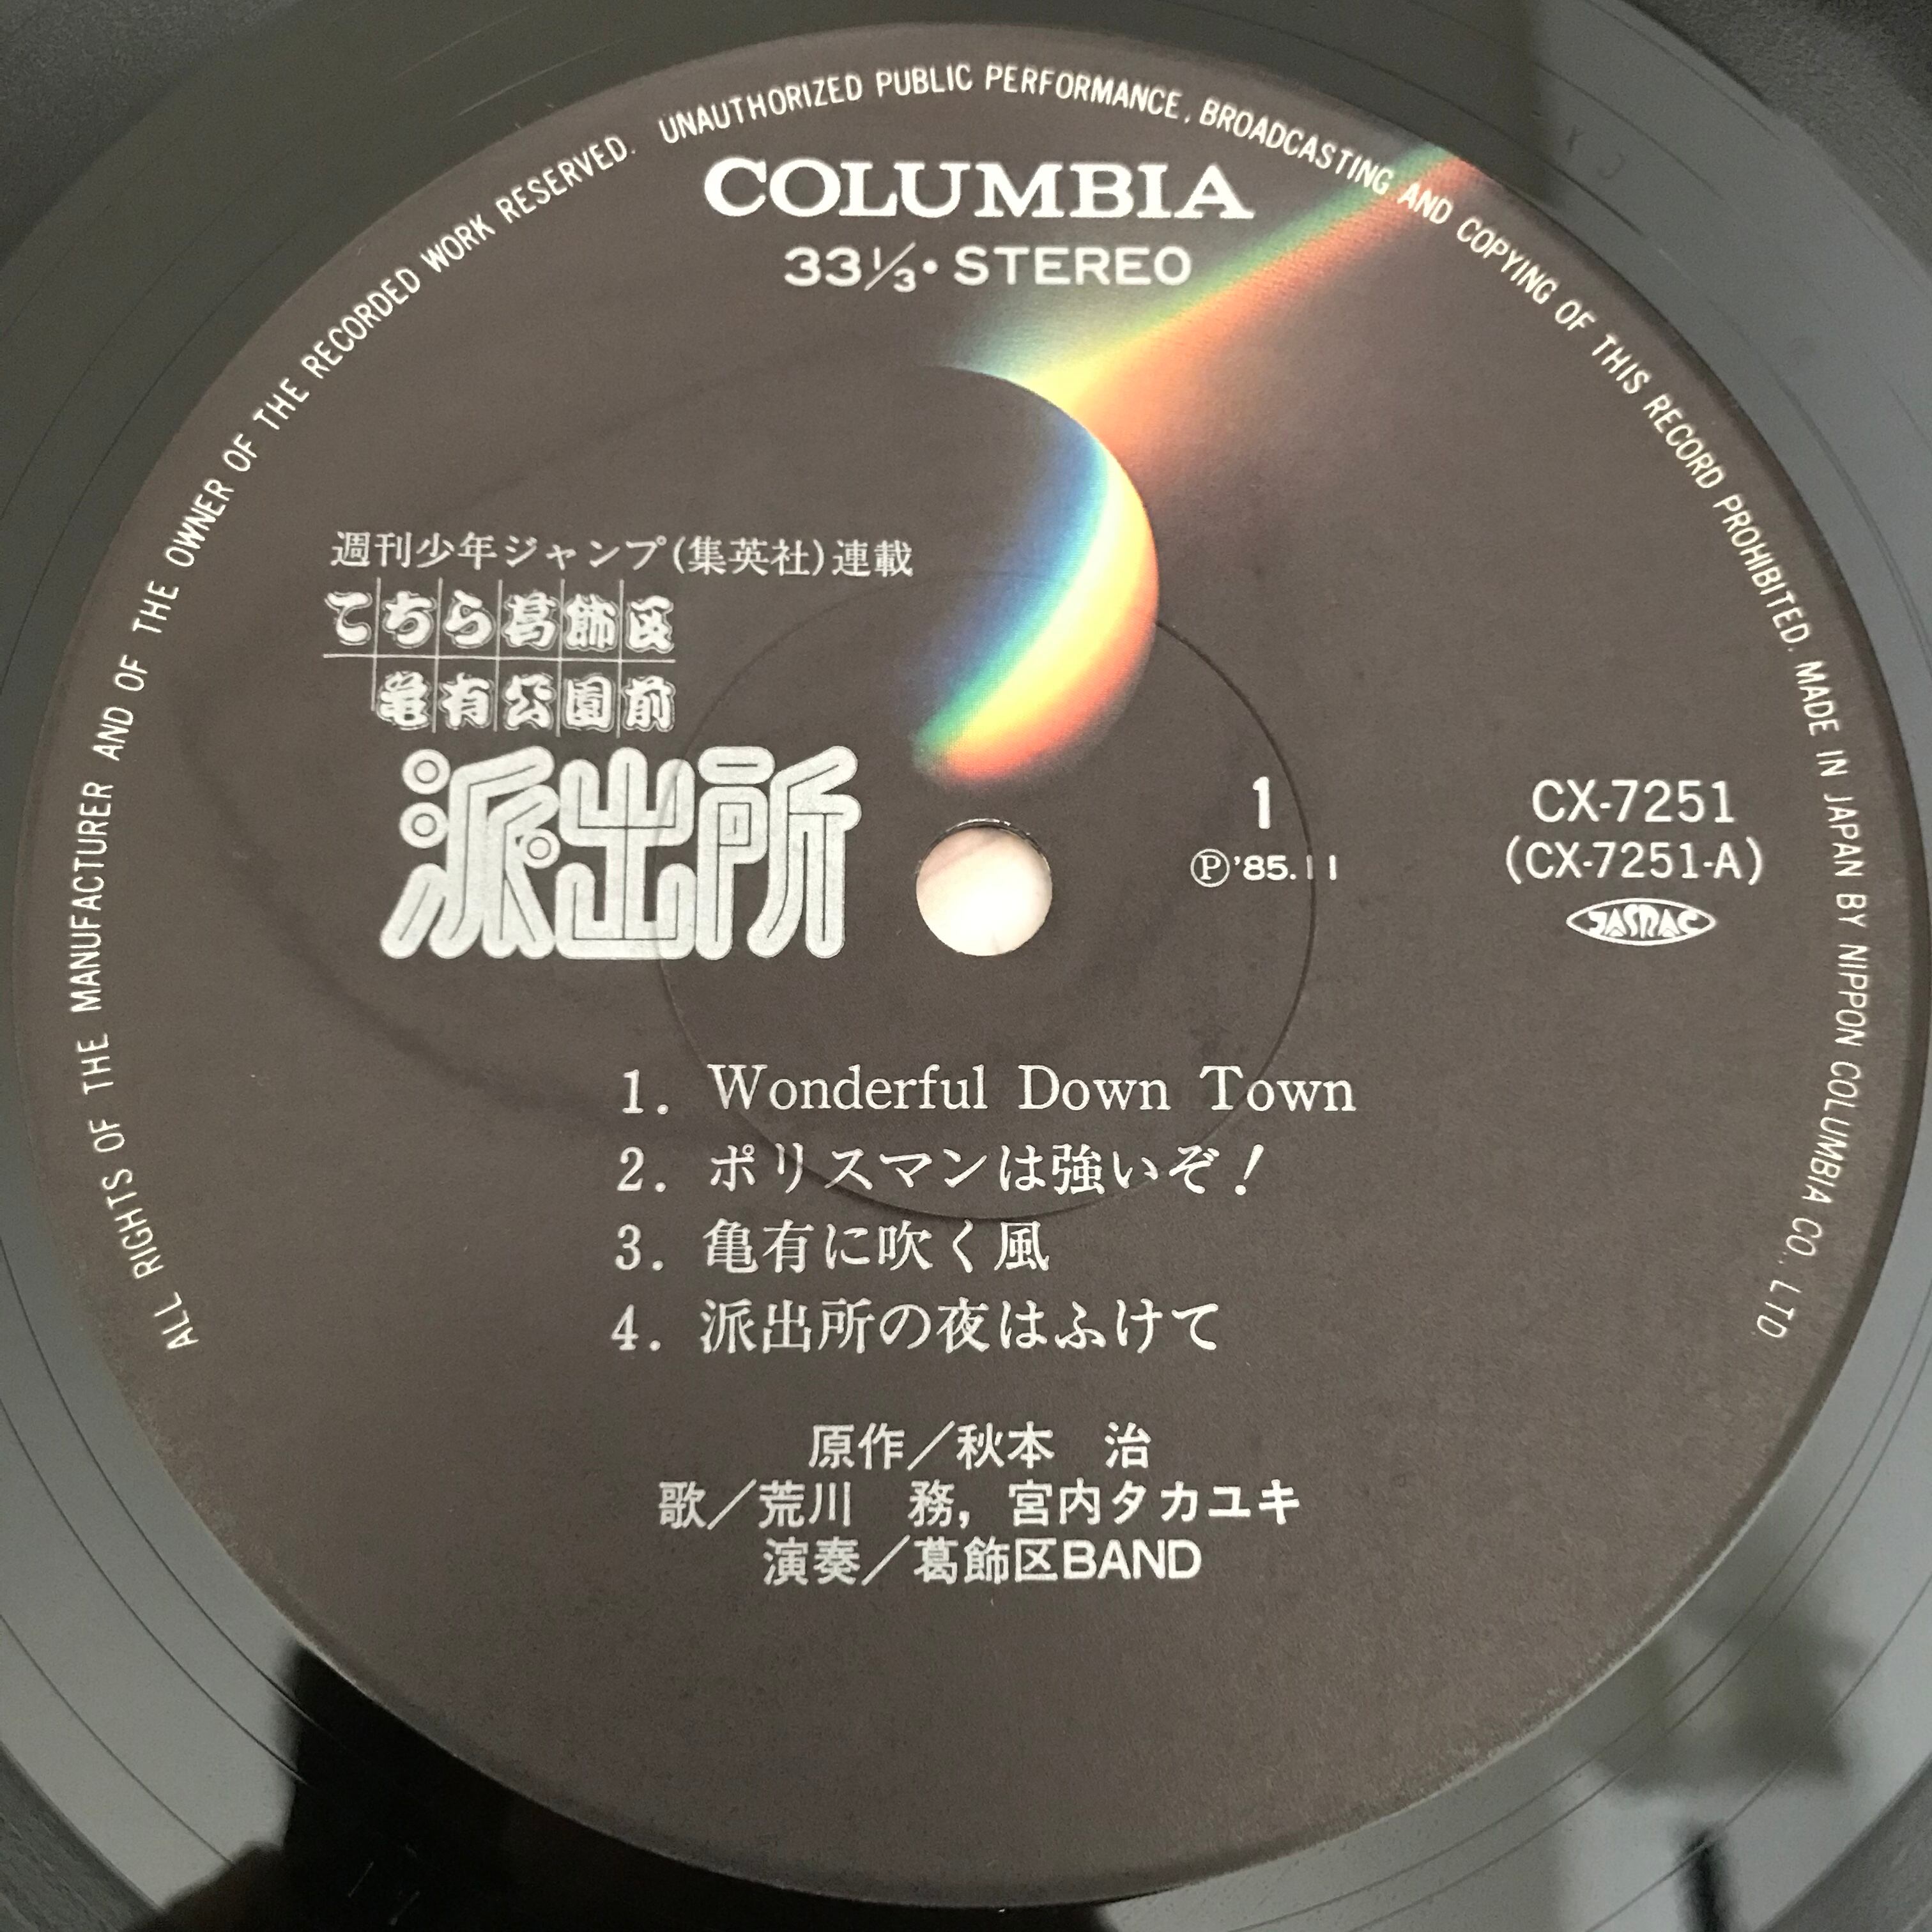 ALL RIGHTS OF THE MANUFACTURER AND OF THE OWNER OF THE RECORDED WORK RESERVED. UNAUTHORIZED PUBLIC PERFORMANCE, BROADCASTING AND COPYING OF THIS RECORD PROHIBITED. MADE IN JAPAN BY NIPPON COLUMBIA CO., LTD.
COLUMBIA
33 1/3・STEREO
週刊少年ジャンプ(集英社)連載
こちら葛飾区
亀有公園前
派出所
1
Ⓟ'85.11
CX-7251
(CX-7251-A)
JASRAC
1. Wonderful Down Town
2. ポリスマンは強いぞ!
3. 亀有に吹く風
4. 派出所の夜はふけて
原作/秋本 治
歌/荒川 務, 宮内タカユキ
演奏/葛飾区BAND